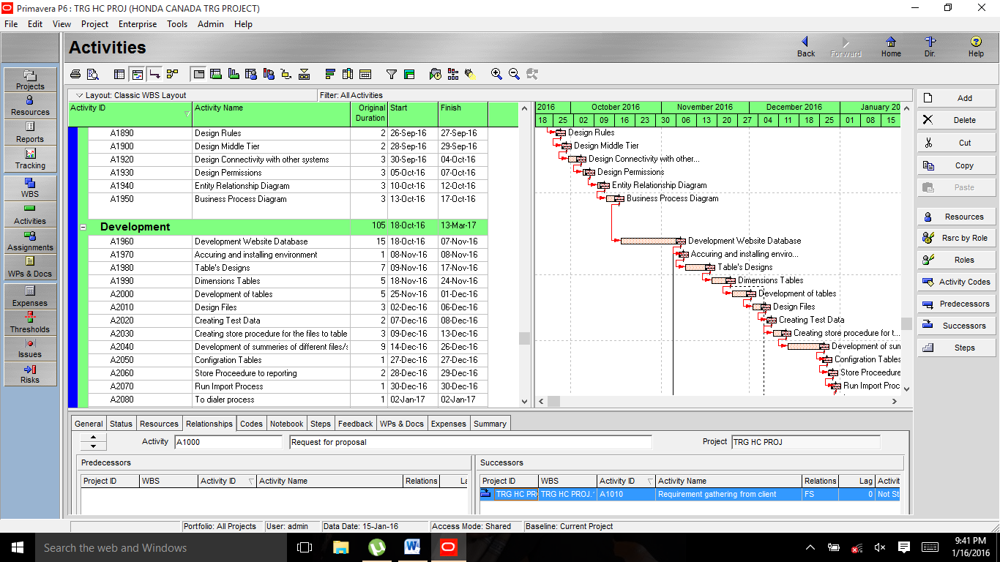 Primavera P6 : TRG HC PROJ (HONDA CANADA TRG PROJECT)
File Edit View Project Enterprise Tools Admin Help
Activities
Back Forward Home Dir. Help
Projects
Resources
Reports
Tracking
WBS
Activities
Assignments
WPs & Docs
Expenses
Thresholds
Issues
Risks
Layout: Classic WBS Layout Filter: All Activities
Activity ID Activity Name Original Duration Start Finish
A1890 Design Rules 2 26-Sep-16 27-Sep-16
A1900 Design Middle Tier 2 28-Sep-16 29-Sep-16
A1920 Design Connectivity with other systems 3 30-Sep-16 04-Oct-16
A1930 Design Permissions 3 05-Oct-16 07-Oct-16
A1940 Entity Relationship Diagram 3 10-Oct-16 12-Oct-16
A1950 Business Process Diagram 3 13-Oct-16 17-Oct-16
Development 105 18-Oct-16 13-Mar-17
A1960 Development Website Database 15 18-Oct-16 07-Nov-16
A1970 Accuring and installing environment 1 08-Nov-16 08-Nov-16
A1980 Table's Designs 7 09-Nov-16 17-Nov-16
A1990 Dimensions Tables 5 18-Nov-16 24-Nov-16
A2000 Development of tables 5 25-Nov-16 01-Dec-16
A2010 Design Files 3 02-Dec-16 06-Dec-16
A2020 Creating Test Data 2 07-Dec-16 08-Dec-16
A2030 Creating store procedure for the files to table 3 09-Dec-16 13-Dec-16
A2040 Development of summeries of different files/s 9 14-Dec-16 26-Dec-16
A2050 Configration Tables 1 27-Dec-16 27-Dec-16
A2060 Store Proceedure to reporting 2 28-Dec-16 29-Dec-16
A2070 Run Import Process 1 30-Dec-16 30-Dec-16
A2080 To dialer process 1 02-Jan-17 02-Jan-17
2016 October 2016 November 2016 December 2016 January 20
18 25 02 09 16 23 30 06 13 20 27 04 11 18 25 01 08 15
Design Rules
Design Middle Tier
Design Connectivity with other...
Design Permissions
Entity Relationship Diagram
Business Process Diagram
Development Website Database
Accuring and installing enviro...
Table's Designs
Dimensions Tables
Development of tables
Design Files
Creating Test Data
Creating store procedure for t...
Development of sum
Configration Tables
Store Proceedure
Run Import Proc
Add
Delete
Cut
Copy
Paste
Resources
Rsrc by Role
Roles
Activity Codes
Predecessors
Successors
Steps
General Status Resources Relationships Codes Notebook Steps Feedback WPs & Docs Expenses Summary
Activity A1000 Request for proposal Project TRG HC PROJ
Predecessors
Project ID WBS Activity ID Activity Name Relations La
Successors
Project ID WBS Activity ID Activity Name Relations Lag Activit
TRG HC PR TRG HC PROJ. A1010 Requirement gathering from client FS 0 Not St
Portfolio: All Projects User: admin Data Date: 15-Jan-16 Access Mode: Shared Baseline: Current Project
Search the web and Windows
9:41 PM
1/16/2016